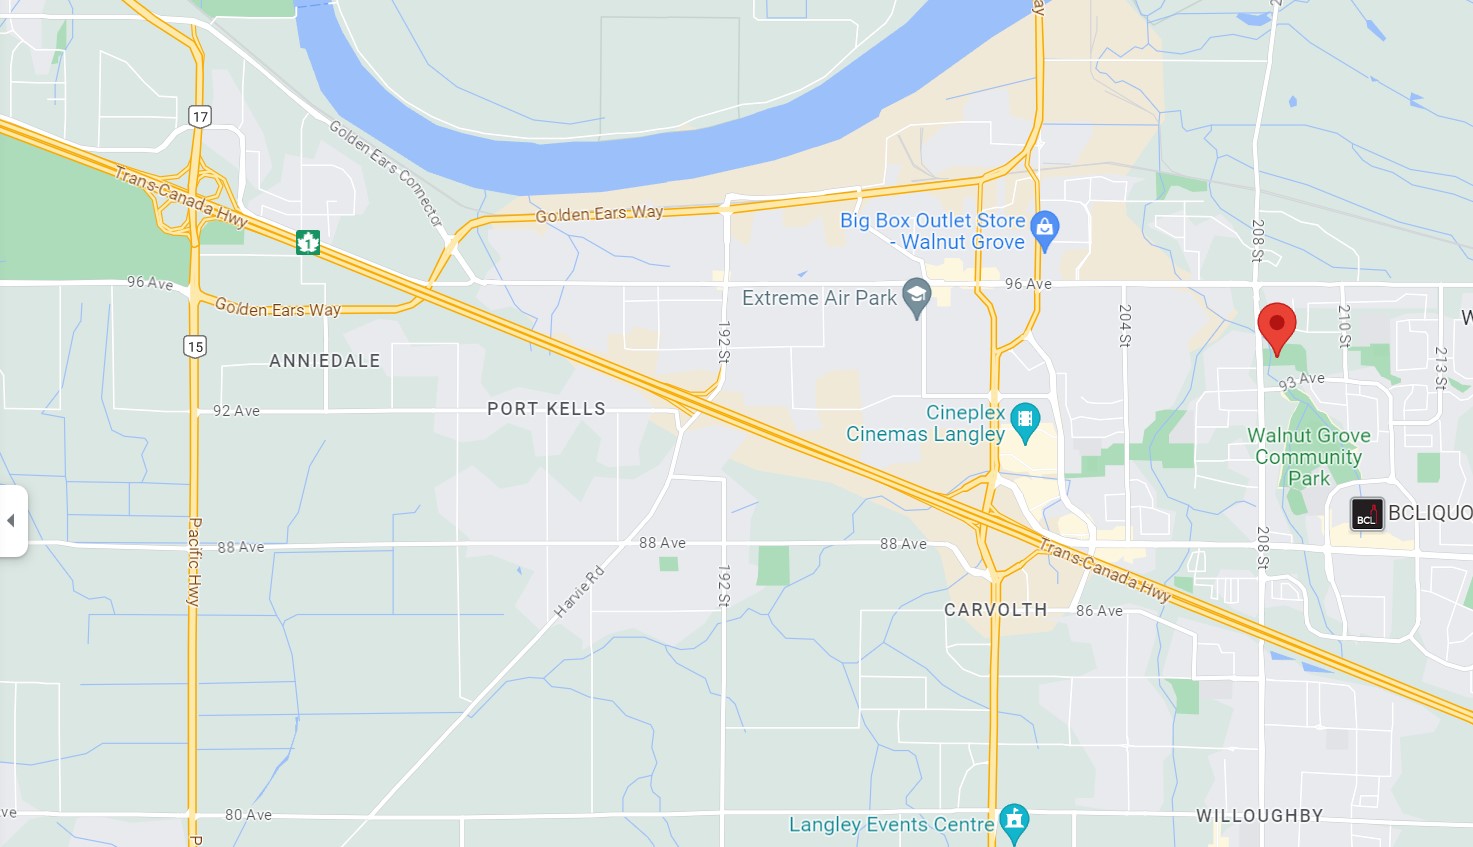 17
Trans-Canada Hwy
Golden Ears Connector
1
Golden Ears Way
Big Box Outlet Store
- Walnut Grove
208 St
96 Ave
Golden Ears Way
Extreme Air Park
96 Ave
15
ANNIEDALE
192 St
204 St
210 St
213 St
92 Ave
PORT KELLS
93 Ave
Cineplex
Cinemas Langley
Walnut Grove
Community
Park
BCL
BCLIQUO
Pacific Hwy
88 Ave
88 Ave
88 Ave
208 St
Trans-Canada Hwy
Harvie Rd
192 St
CARVOLTH
86 Ave
80 Ave
Langley Events Centre
WILLOUGHBY